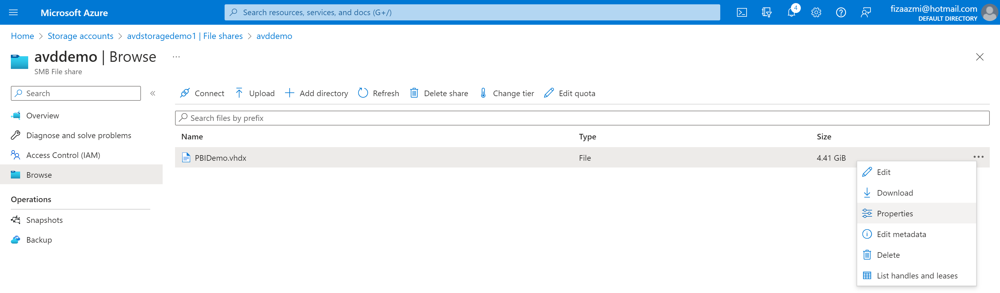 Microsoft Azure
Search resources, services, and docs (G+/)
4
fizaazmi@hotmail.com
DEFAULT DIRECTORY
Home > Storage accounts > avdstoragedemo1 | File shares > avddemo
avddemo | Browse ...
SMB File share
Search
«
Overview
Diagnose and solve problems
Access Control (IAM)
Browse
Operations
Snapshots
Backup
Connect Upload Add directory Refresh Delete share Change tier Edit quota
Search files by prefix
Name Type Size
PBIDemo.vhdx File 4.41 GiB
Edit
Download
Properties
Edit metadata
Delete
List handles and leases